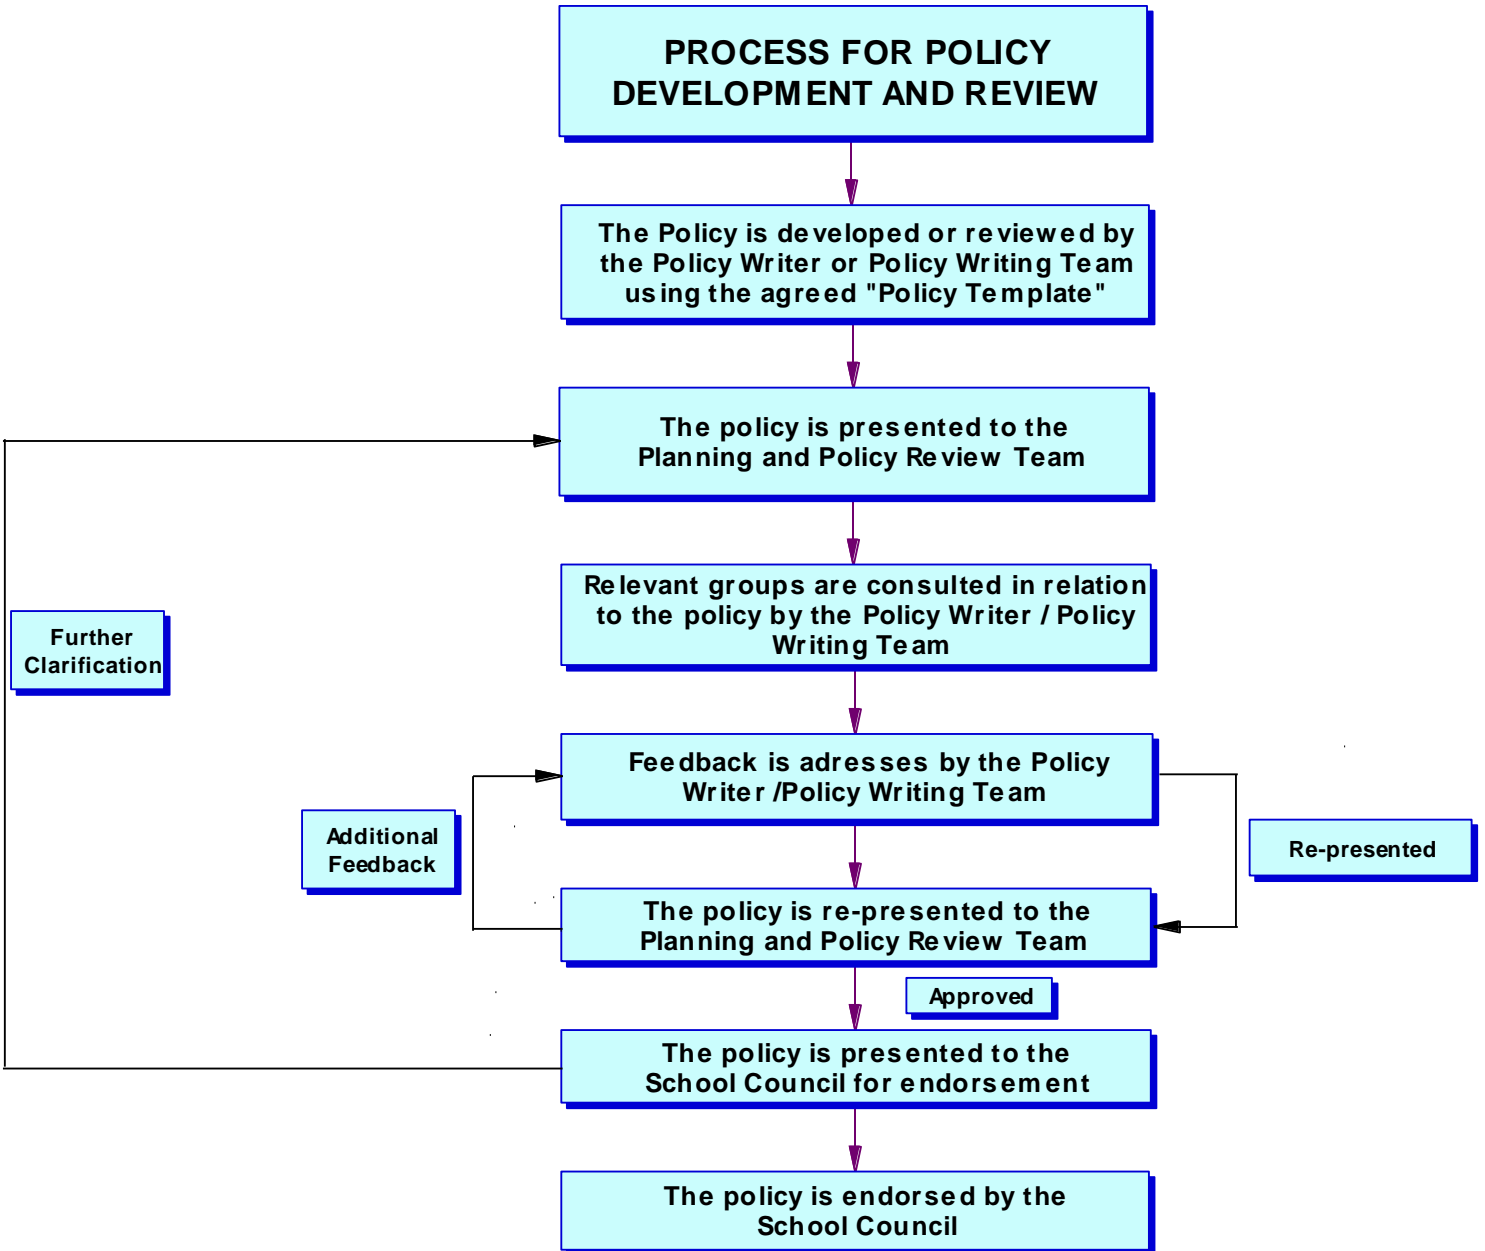 PROCESS FOR POLICY
DEVELOPMENT AND REVIEW
The Policy is developed or reviewed by
the Policy Writer or Policy Writing Team
using the agreed "Policy Template"
The policy is presented to the
Planning and Policy Review Team
Relevant groups are consulted in relation
to the policy by the Policy Writer / Policy
Writing Team
Further
Clarification
Feedback is adresses by the Policy
Writer /Policy Writing Team
Additional
Feedback
Re-presented
The policy is re-presented to the
Planning and Policy Review Team
Approved
The policy is presented to the
School Council for endorsement
The policy is endorsed by the
School Council